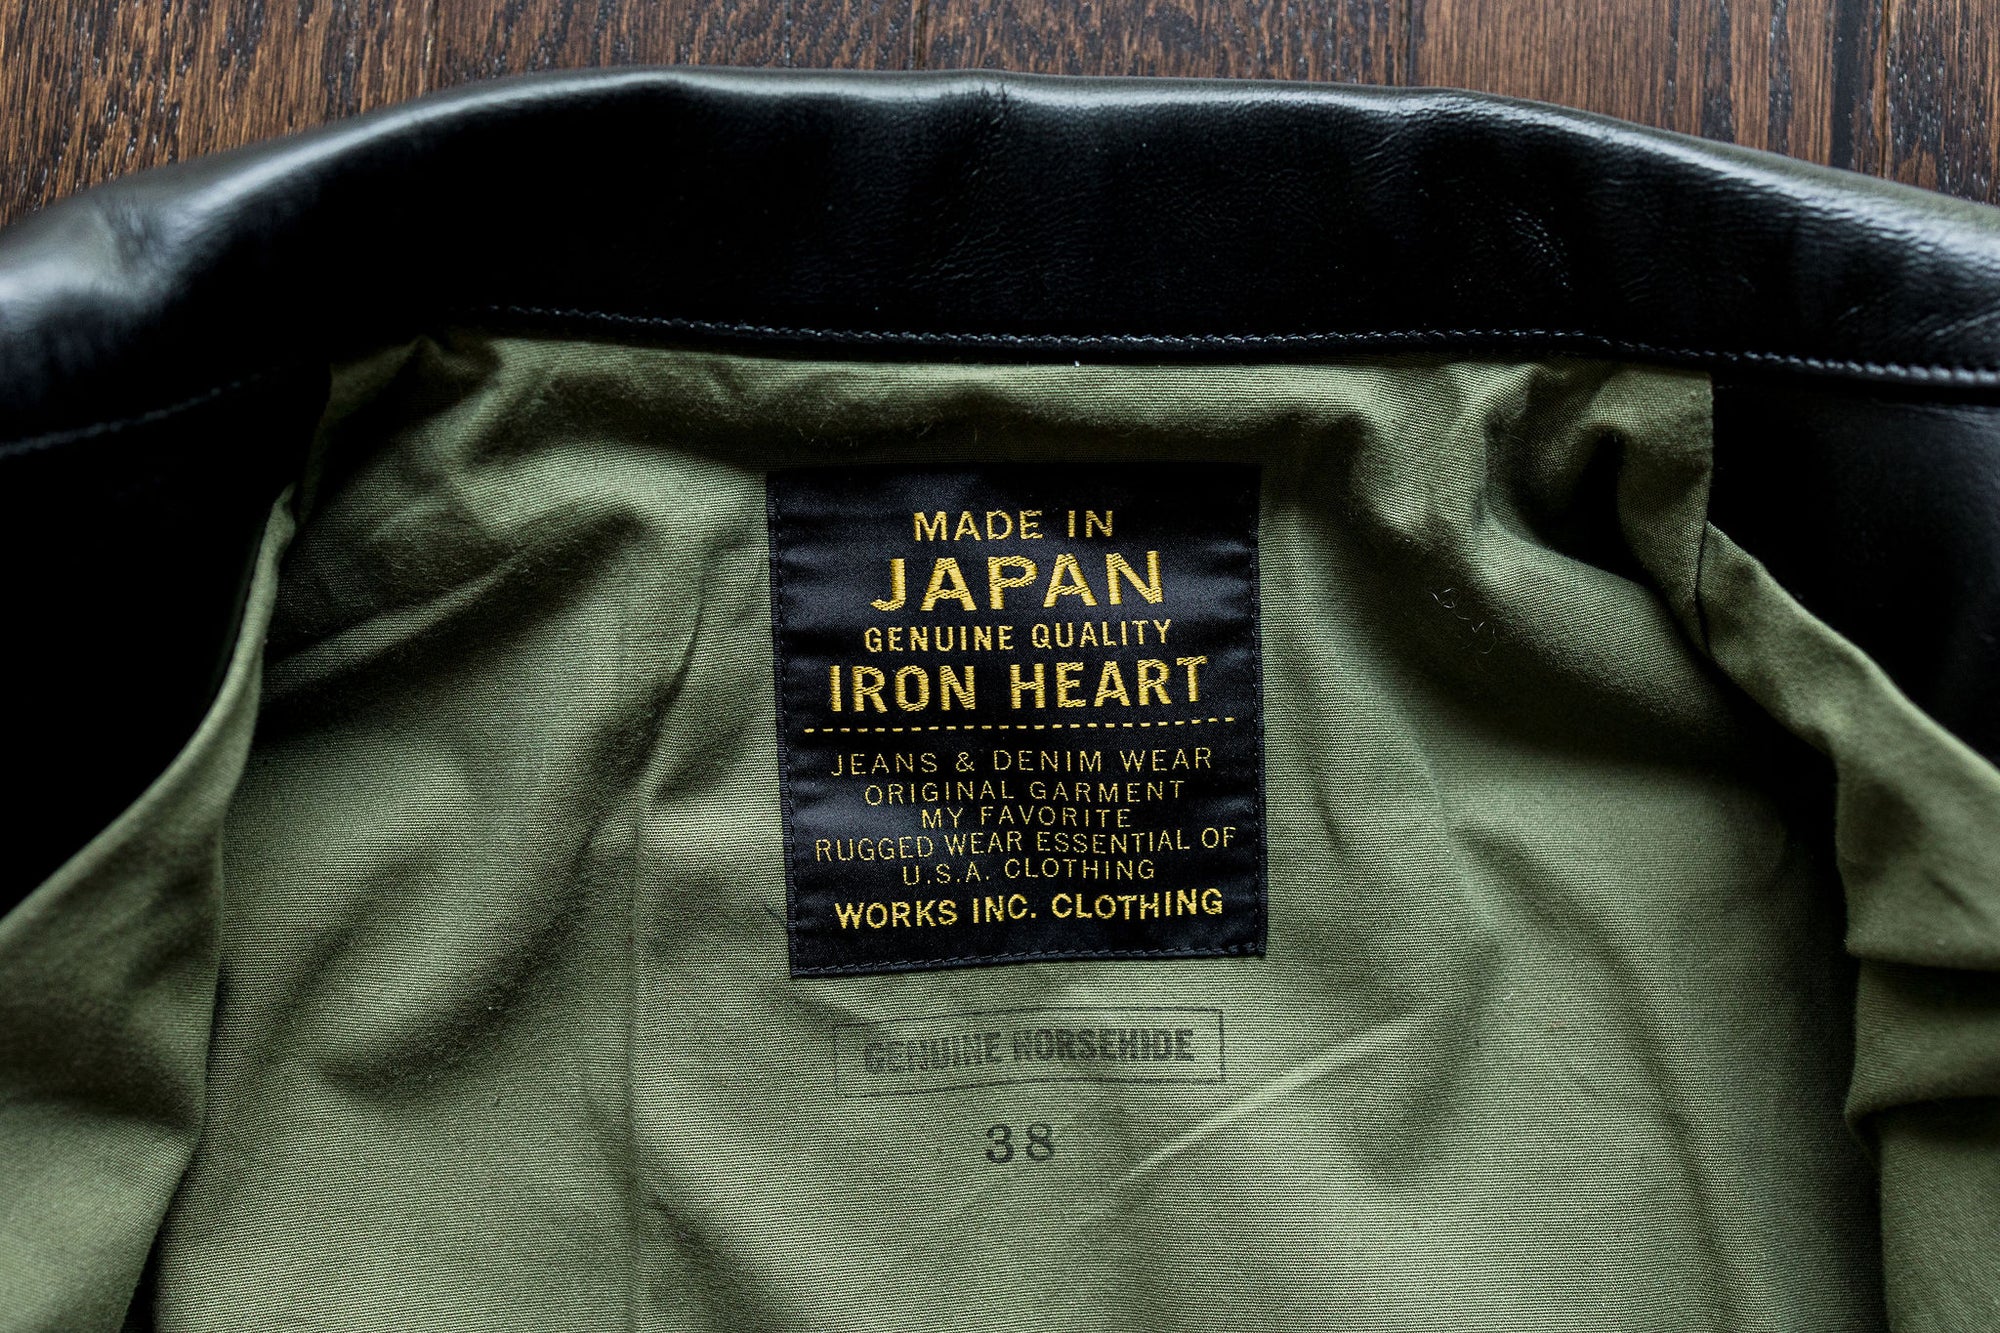 MADE IN
JAPAN
GENUINE QUALITY
IRON HEART
JEANS & DENIM WEAR
ORIGINAL GARMENT
MY FAVORITE
RUGGED WEAR ESSENTIAL OF
U.S.A. CLOTHING
WORKS INC. CLOTHING
GENUINE HORSEHIDE
38